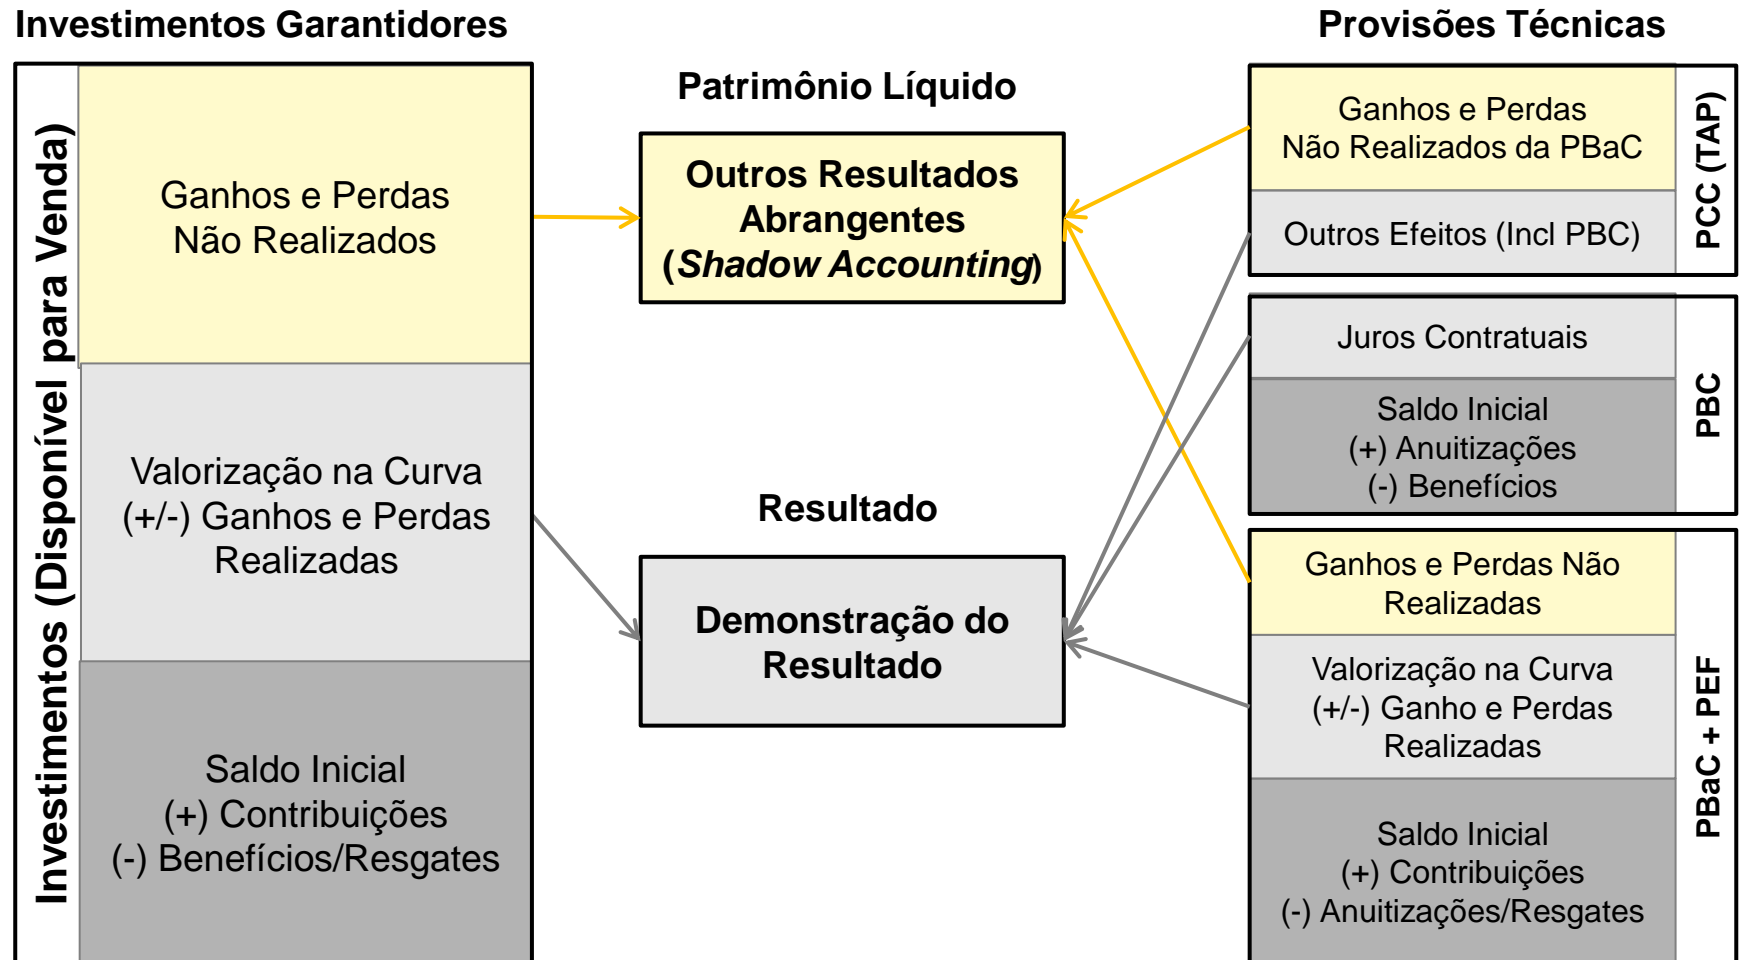 Investimentos Garantidores
Investimentos (Disponível para Venda)
Ganhos e Perdas
Não Realizados
Valorização na Curva
(+/-) Ganhos e Perdas
Realizadas
Saldo Inicial
(+) Contribuições
(-) Benefícios/Resgates
Patrimônio Líquido
Outros Resultados
Abrangentes
(Shadow Accounting)
Resultado
Demonstração do
Resultado
Provisões Técnicas
Ganhos e Perdas
Não Realizados da PBaC
Outros Efeitos (Incl PBC)
PCC (TAP)
Juros Contratuais
Saldo Inicial
(+) Anuitizações
(-) Benefícios
PBC
Ganhos e Perdas Não
Realizadas
Valorização na Curva
(+/-) Ganho e Perdas
Realizadas
Saldo Inicial
(+) Contribuições
(-) Anuitizações/Resgates
PBaC + PEF